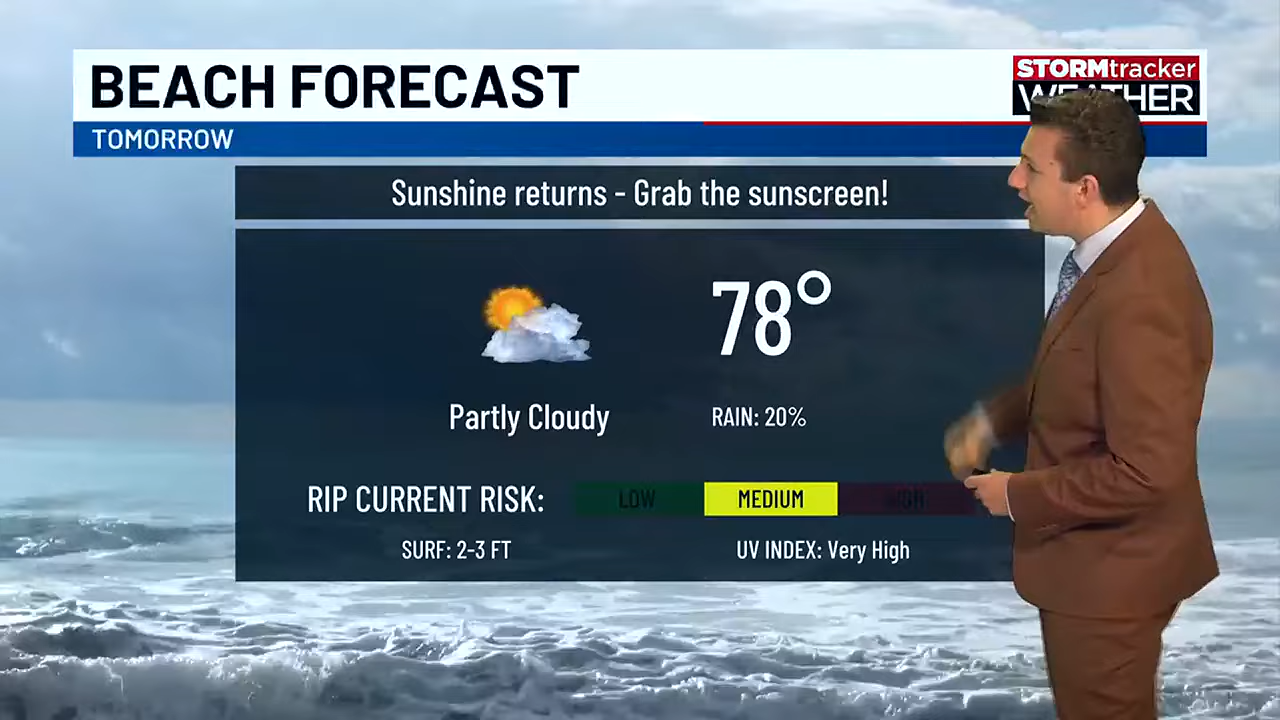 BEACH FORECAST
STORMtracker
WEATHER
TOMORROW
Sunshine returns - Grab the sunscreen!
78°
Partly Cloudy
RAIN: 20%
RIP CURRENT RISK: LOW MEDIUM HIGH
SURF: 2-3 FT
UV INDEX: Very High